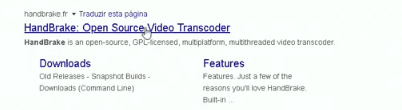 handbrake.fr ▾ Traduzir esta página
HandBrake: Open Source Video Transcoder
HandBrake is an open-source, GPL-licensed, multiplatform, multithreaded video transcoder.
Downloads
Old Releases - Snapshot Builds -
Downloads (Command Line)
Features
Features. Just a few of the
reasons you'll love HandBrake.
Built-in ...